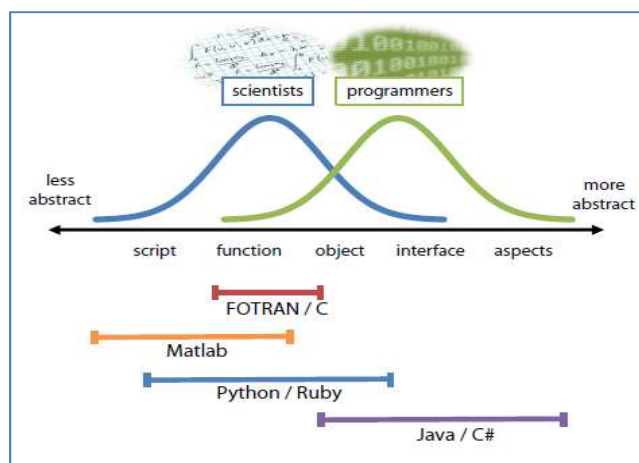 scientists
programmers
less
abstract
more
abstract
script function object interface aspects
FOTRAN / C
Matlab
Python / Ruby
Java / C#